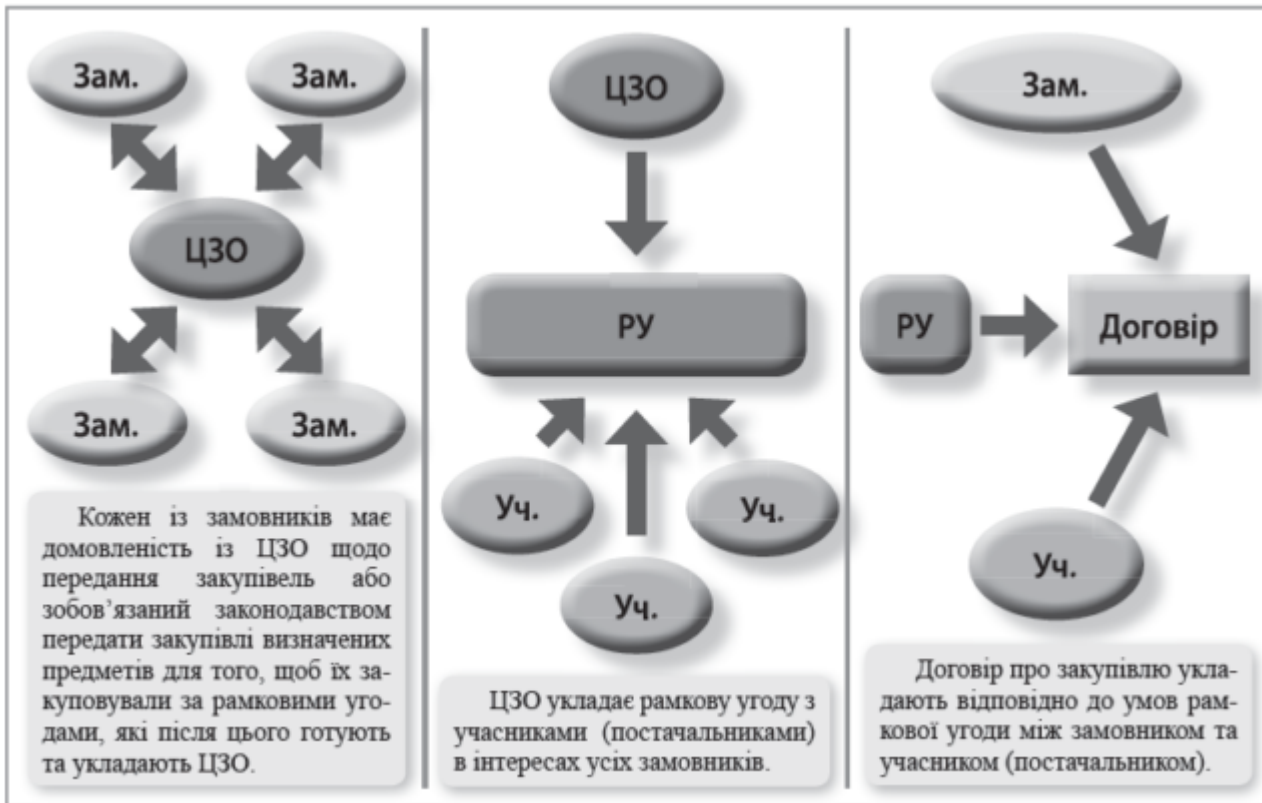 Зам.
Зам.
ЦЗО
Зам.
Зам.
Кожен із замовників має
домовленість із ЦЗО щодо
передання закупівель або
зобов’язаний законодавством
передати закупівлі визначених
предметів для того, щоб їх за-
куповували за рамковими уго-
дами, які після цього готують
та укладають ЦЗО.
ЦЗО
РУ
Уч.
Уч.
Уч.
ЦЗО укладає рамкову угоду з
учасниками (постачальниками)
в інтересах усіх замовників.
Зам.
РУ
Договір
Уч.
Договір про закупівлю укла-
дають відповідно до умов рам-
кової угоди між замовником та
учасником (постачальником).